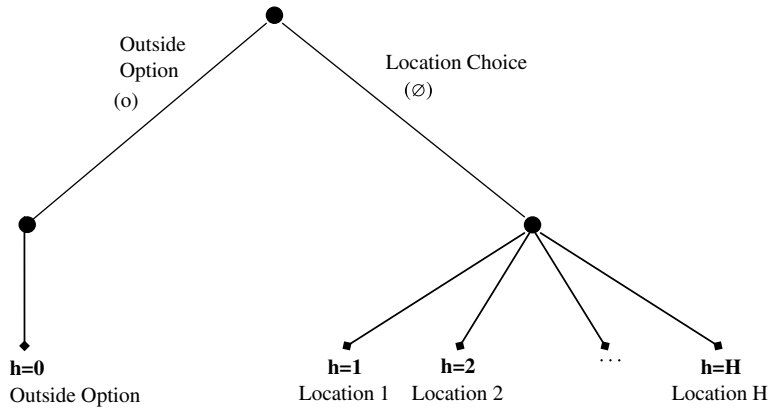 Outside
Option
(o)
Location Choice
(∅)
h=0
Outside Option
h=1
Location 1
h=2
Location 2
...
h=H
Location H